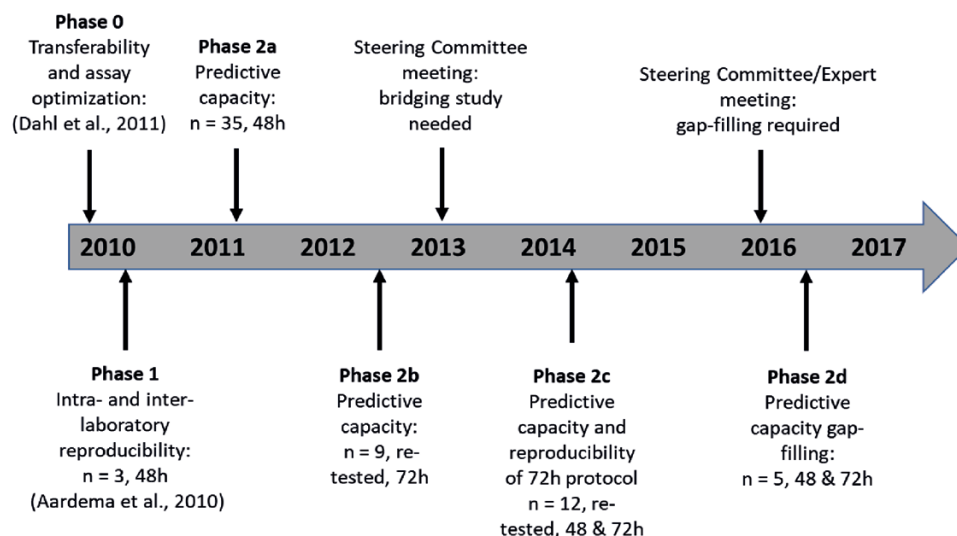 Phase 0
Transferability
and assay
optimization:
(Dahl et al., 2011)
Phase 2a
Predictive
capacity:
n = 35, 48h
Steering Committee
meeting:
bridging study
needed
Steering Committee/Expert
meeting:
gap-filling required
2010 2011 2012 2013 2014 2015 2016 2017
Phase 1
Intra- and inter-
laboratory
reproducibility:
n = 3, 48h
(Aardema et al., 2010)
Phase 2b
Predictive
capacity:
n = 9, re-
tested, 72h
Phase 2c
Predictive
capacity and
reproducibility
of 72h protocol
n = 12, re-
tested, 48 & 72h
Phase 2d
Predictive
capacity gap-
filling:
n = 5, 48 & 72h